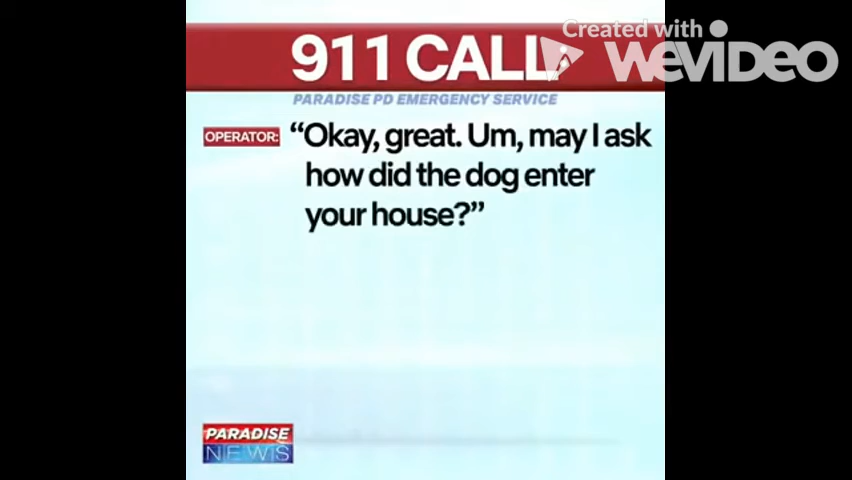 Created with
WEVIDEO
911 CALL
PARADISE PD EMERGENCY SERVICE
OPERATOR: “Okay, great. Um, may I ask
how did the dog enter
your house?”
PARADISE
NEWS